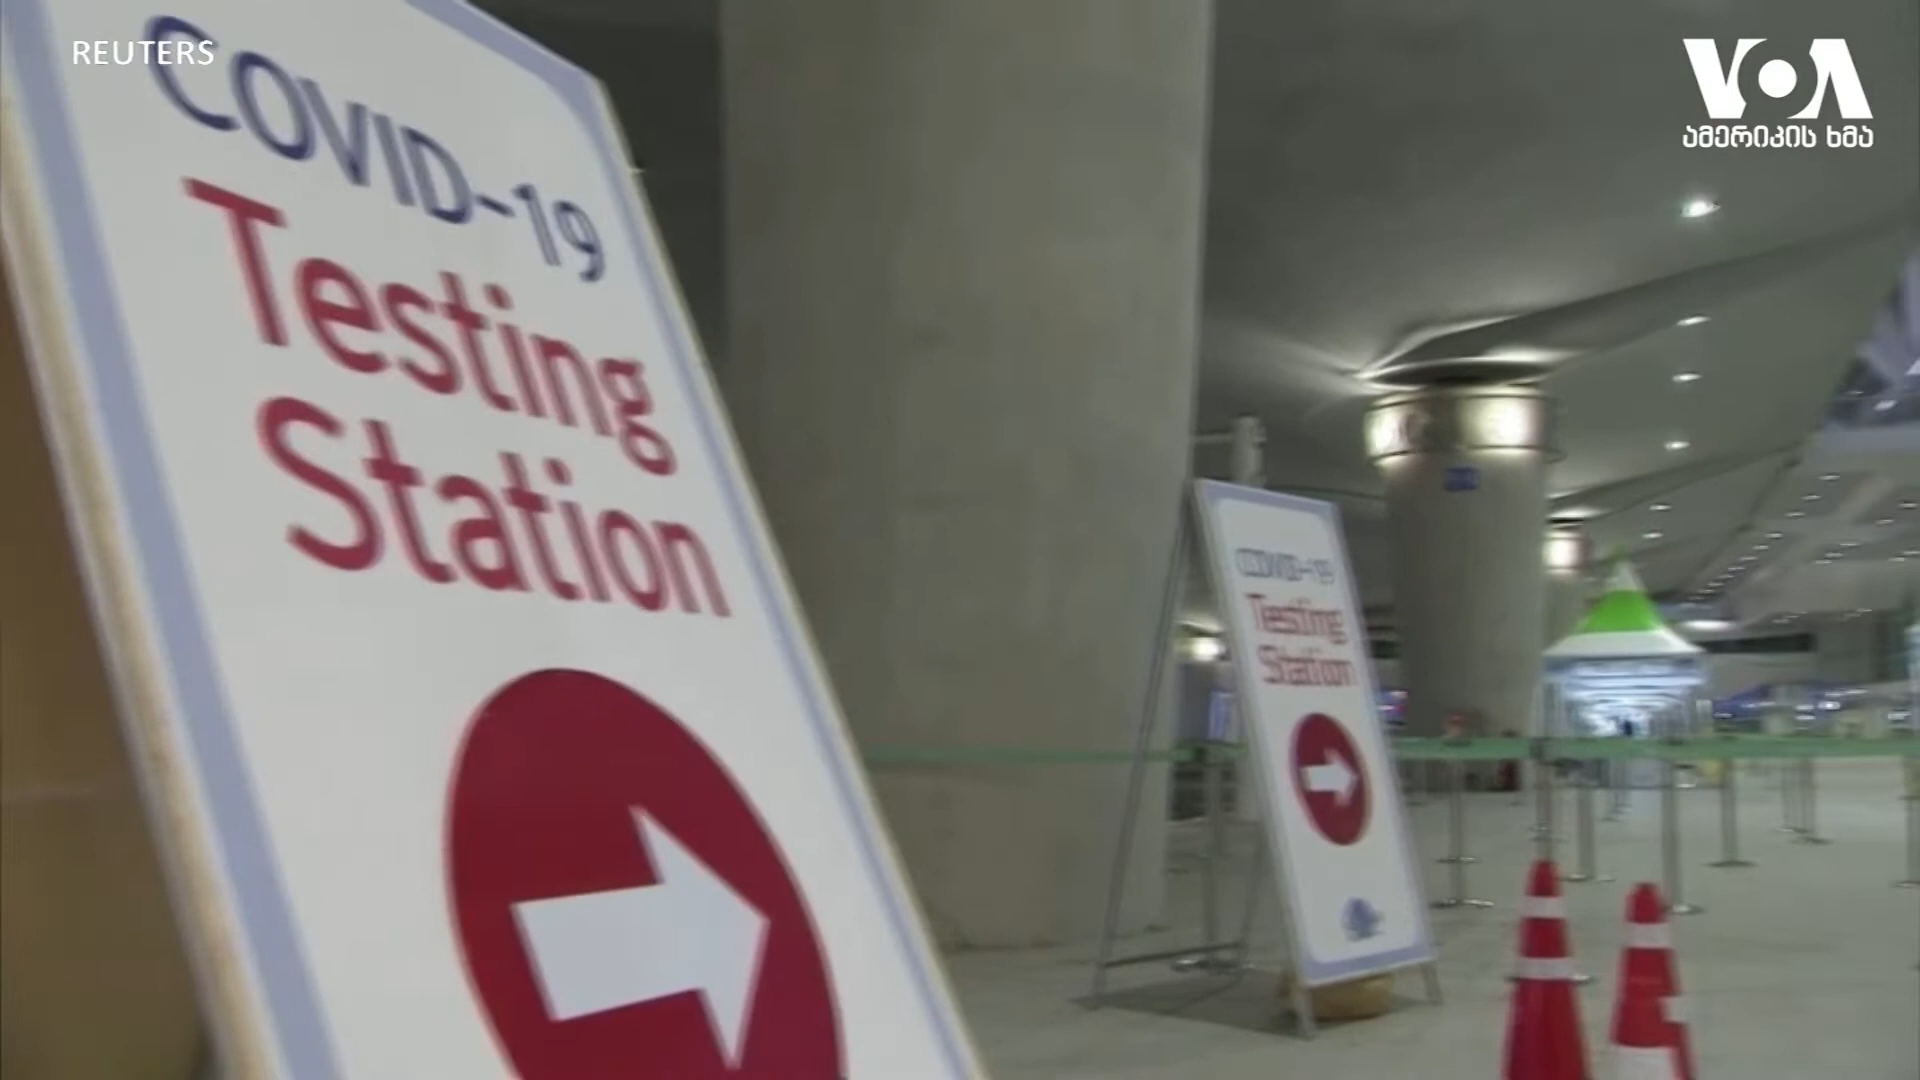 REUTERS
VOA
ამერიკის ხმა
COVID-19
Testing
Station
COVID-19
Testing
Station